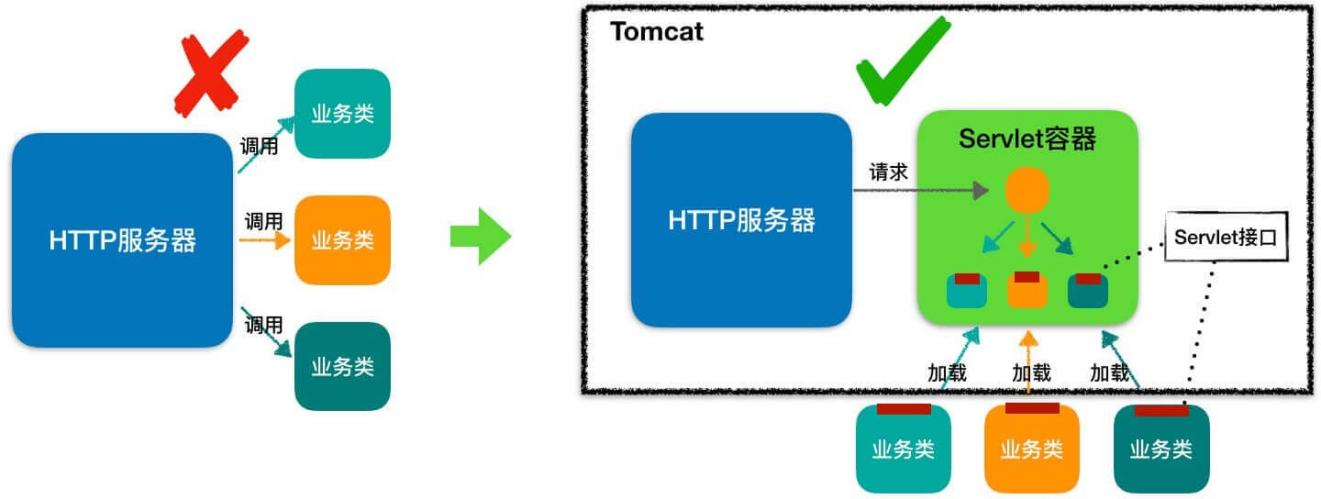 HTTP服务器
调用
业务类
调用
业务类
调用
业务类
Tomcat
HTTP服务器
请求
Servlet容器
Servlet接口
加载
加载
加载
业务类
业务类
业务类